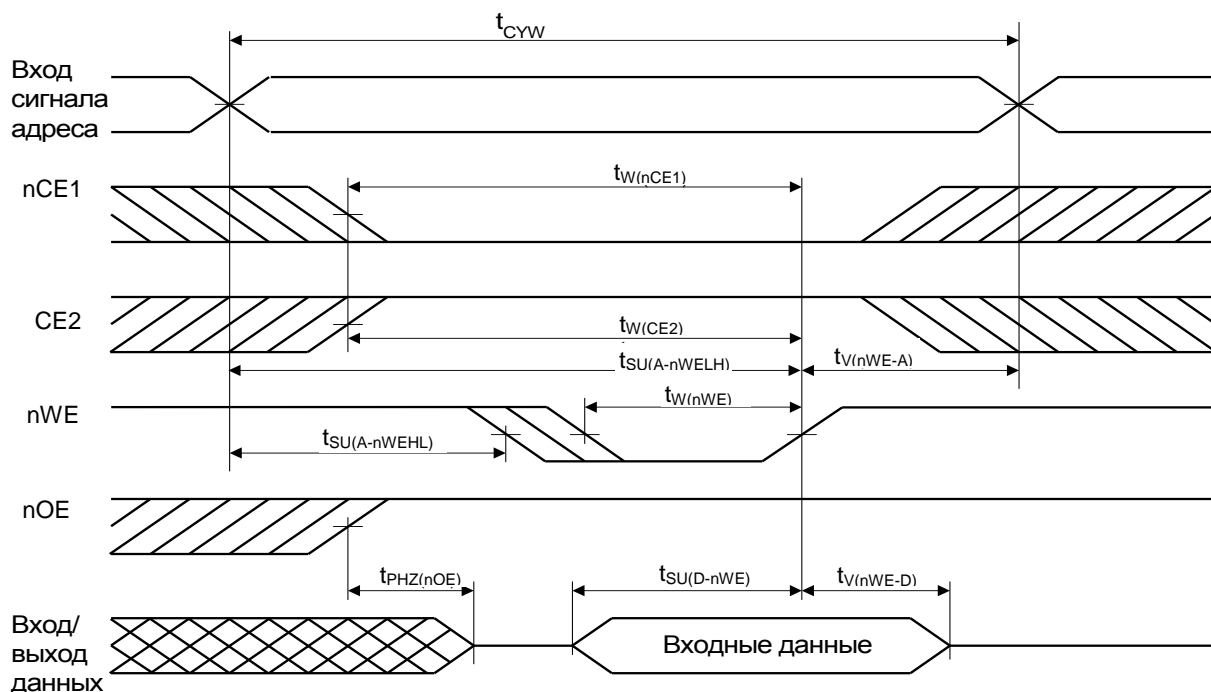 tCYW
Вход
сигнала
адреса
nCE1
tW(nCE1)
CE2
tW(CE2)
tSU(A-nWELH)
tV(nWE-A)
nWE
tW(nWE)
tSU(A-nWEHL)
nOE
tPHZ(nOE)
tSU(D-nWE)
tV(nWE-D)
Вход/
выход
данных
Входные данные